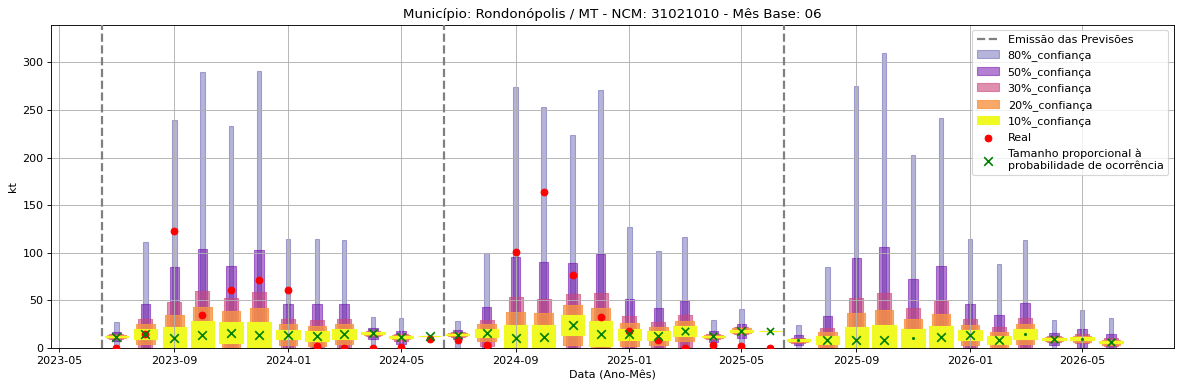 Município: Rondonópolis / MT - NCM: 31021010 - Mês Base: 06
Emissão das Previsões
80%_confiança
50%_confiança
30%_confiança
20%_confiança
10%_confiança
Real
Tamanho proporcional à
probabilidade de ocorrência
kt
300
250
200
150
100
50
0
2023-05 2023-09 2024-01 2024-05 2024-09 2025-01 2025-05 2025-09 2026-01 2026-05
Data (Ano-Mês)